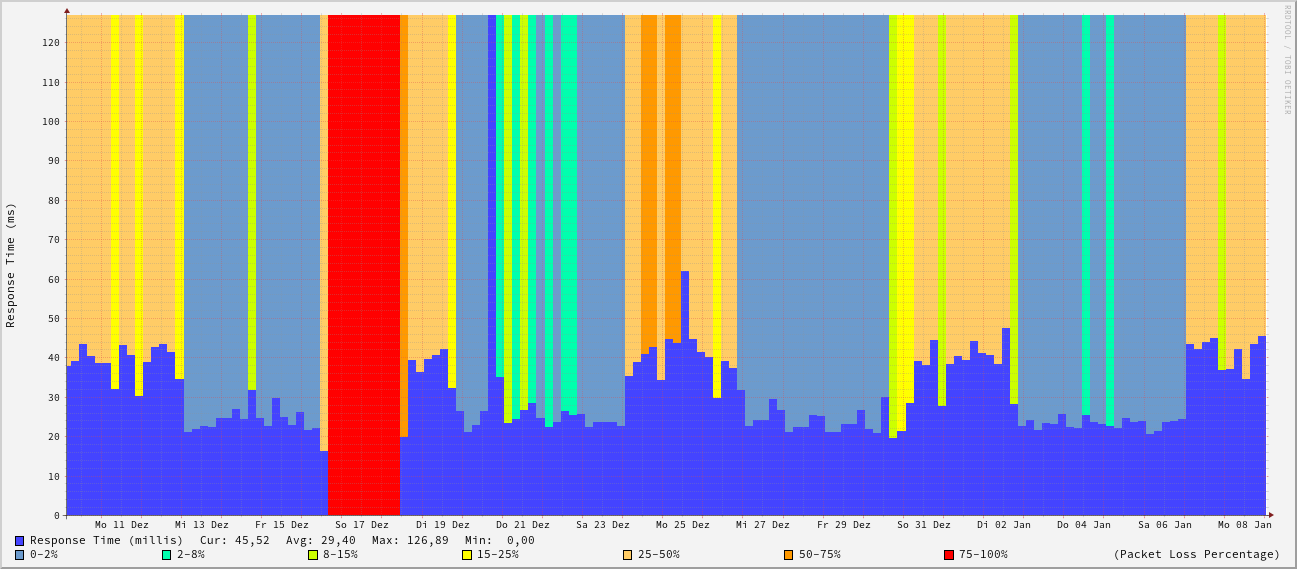 RRDTOOL / TOBI OETIKER
Response Time (ms)
120
110
100
90
80
70
60
50
40
30
20
10
0
Mo 11 Dez Mi 13 Dez Fr 15 Dez So 17 Dez Di 19 Dez Do 21 Dez Sa 23 Dez Mo 25 Dez Mi 27 Dez Fr 29 Dez So 31 Dez Di 02 Jan Do 04 Jan Sa 06 Jan Mo 08 Jan
Response Time (millis) Cur: 45,52 Avg: 29,40 Max: 126,89 Min: 0,00
0-2% 2-8% 8-15% 15-25% 25-50% 50-75% 75-100% (Packet Loss Percentage)